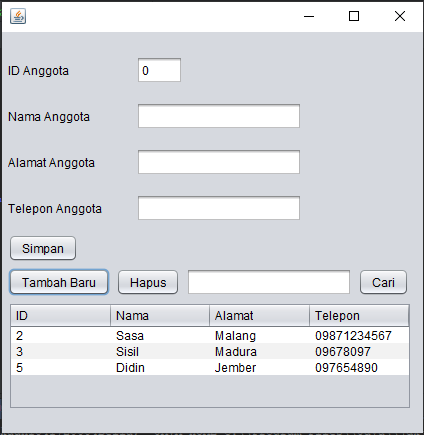 ID Anggota 0
Nama Anggota
Alamat Anggota
Telepon Anggota
Simpan
Tambah Baru Hapus Cari
ID Nama Alamat Telepon
2 Sasa Malang 09871234567
3 Sisil Madura 09678097
5 Didin Jember 097654890